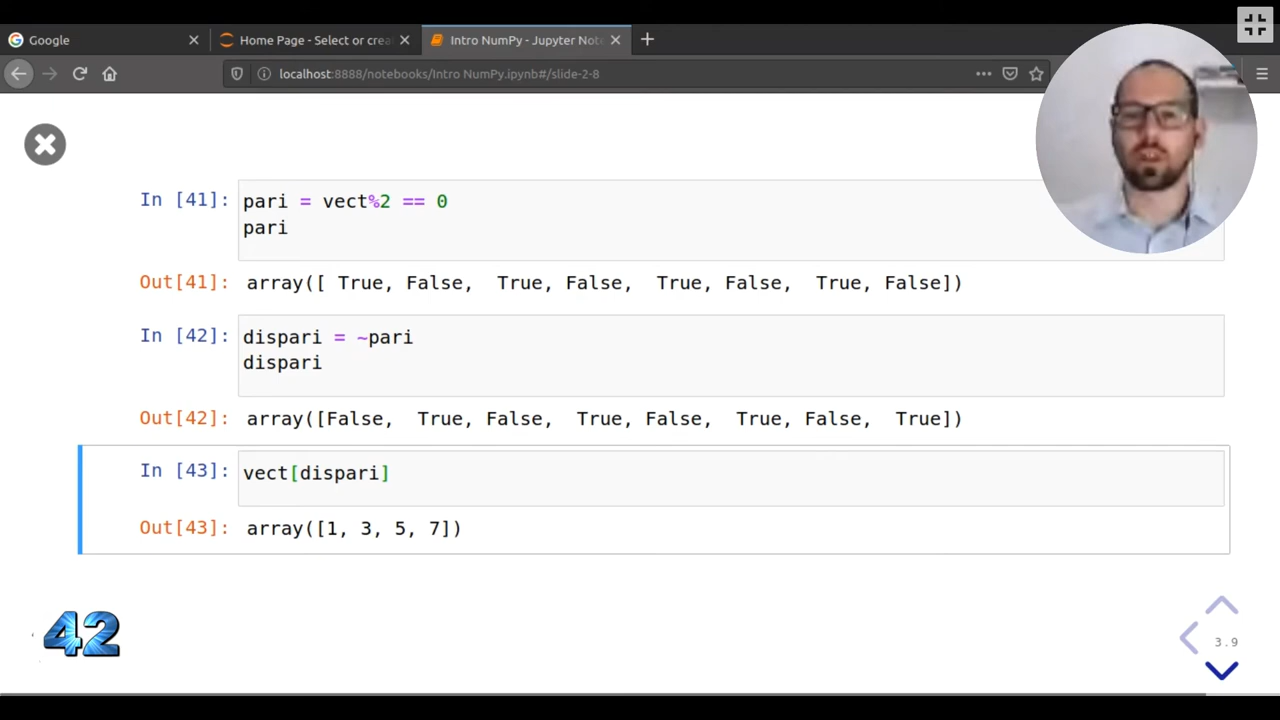 Google
Home Page - Select or crea
Intro NumPy - Jupyter Note
localhost:8888/notebooks/Intro NumPy.ipynb#/slide-2-8
In [41]: pari = vect%2 == 0
pari
Out[41]: array([ True, False,  True, False,  True, False,  True, False])
In [42]: dispari = ~pari
dispari
Out[42]: array([False,  True, False,  True, False,  True, False,  True])
In [43]: vect[dispari]
Out[43]: array([1, 3, 5, 7])
42
3.9